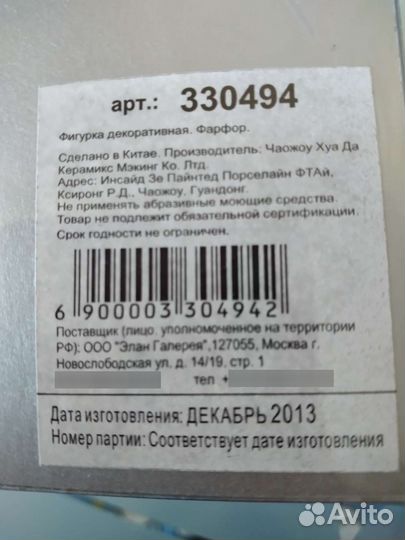 арт.: 330494
Фигурка декоративная. Фарфор.
Сделано в Китае. Производитель: Чаожоу Хуа Да
Керамикс Мэкинг Ко. Лтд.
Адрес: Инсайд Зе Пайнтед Порселайн ФТАй,
Ксиронг Р.Д., Чаожоу, Гуандонг.
Не применять абразивные моющие средства.
Товар не подлежит обязательной сертификации.
Срок годности не ограничен.
6 900003 304942
Поставщик (лицо, уполномоченное на территории
РФ): ООО "Элан Галерея",127055, Москва г.
Новослободская ул, д. 14/19, стр. 1
тел +
Дата изготовления: ДЕКАБРЬ 2013
Номер партии: Соответствует дате изготовления
Avito